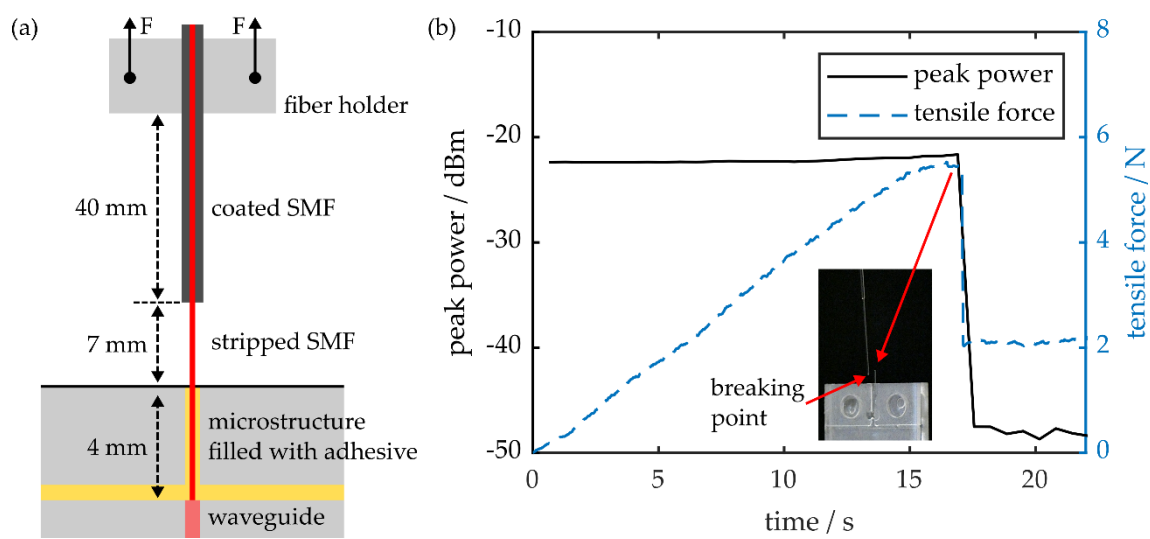 (a)
F
F
fiber holder
40 mm
coated SMF
7 mm
stripped SMF
4 mm
microstructure
filled with adhesive
waveguide
(b)
peak power
tensile force
peak power / dBm
-10
-20
-30
-40
-50
breaking
point
0
5
10
15
20
time / s
8
6
4
2
0
tensile force / N